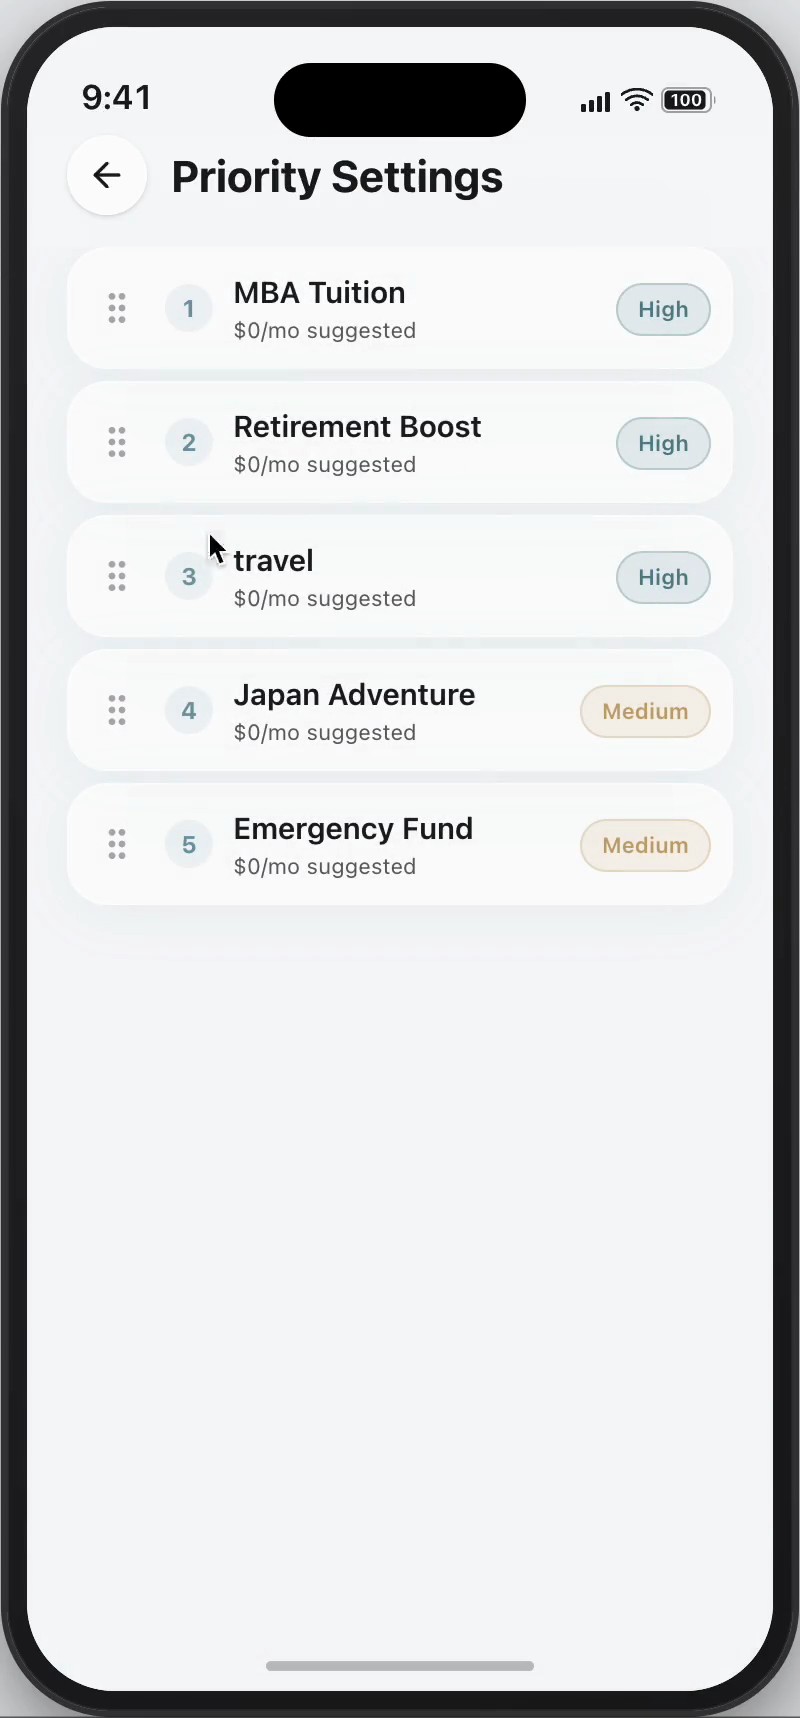 9:41
100
Priority Settings
1
MBA Tuition
$0/mo suggested
High
2
Retirement Boost
$0/mo suggested
High
3
travel
$0/mo suggested
High
4
Japan Adventure
$0/mo suggested
Medium
5
Emergency Fund
$0/mo suggested
Medium